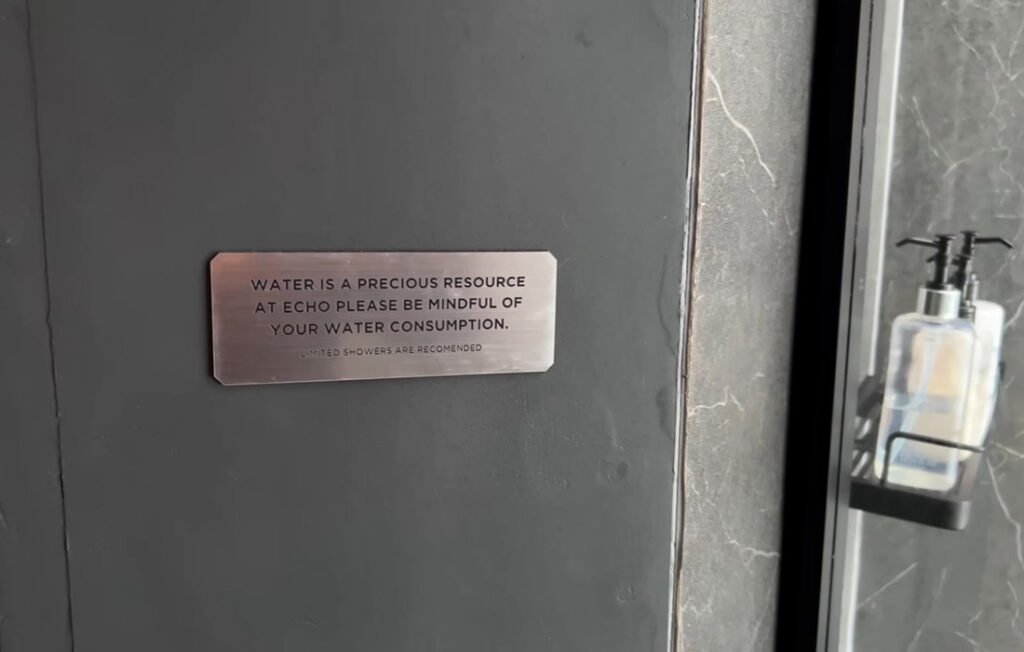 WATER IS A PRECIOUS RESOURCE
AT ECHO PLEASE BE MINDFUL OF
YOUR WATER CONSUMPTION.
LIMITED SHOWERS ARE RECOMENDED